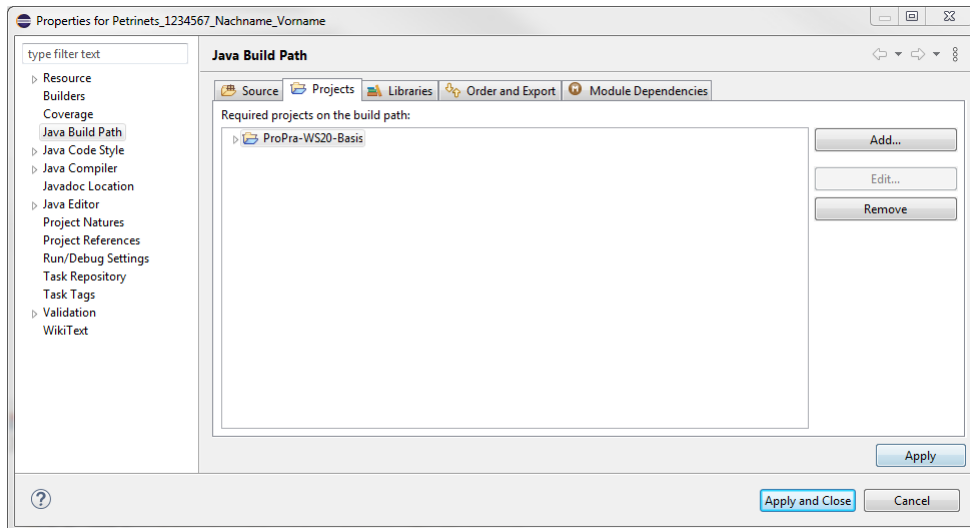 Properties for Petrinets_1234567_Nachname_Vorname
type filter text
Resource
Builders
Coverage
Java Build Path
Java Code Style
Java Compiler
Javadoc Location
Java Editor
Project Natures
Project References
Run/Debug Settings
Task Repository
Task Tags
Validation
WikiText
Java Build Path
Source Projects Libraries Order and Export Module Dependencies
Required projects on the build path:
ProPra-WS20-Basis
Add...
Edit...
Remove
Apply
? Apply and Close Cancel